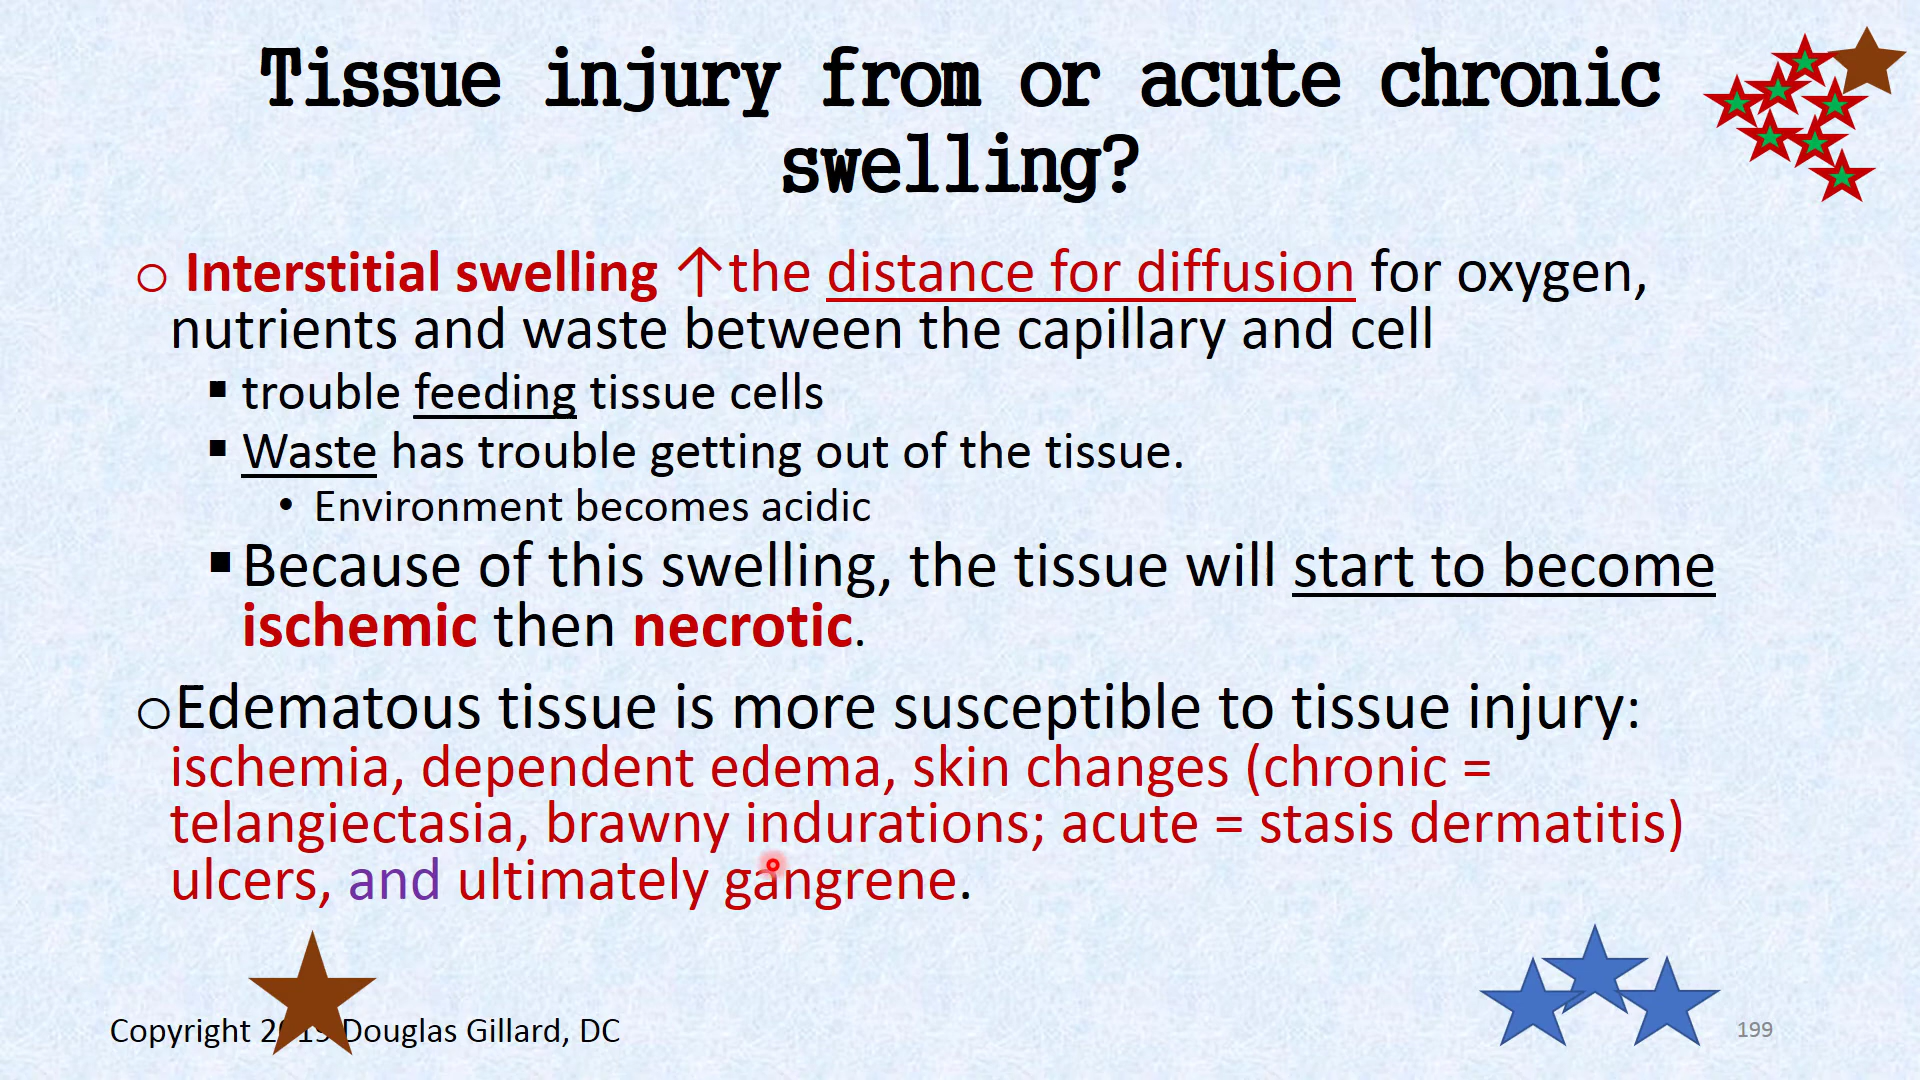 Tissue injury from or acute chronic
swelling?
o Interstitial swelling ↑the distance for diffusion for oxygen,
nutrients and waste between the capillary and cell
▪ trouble feeding tissue cells
▪ Waste has trouble getting out of the tissue.
• Environment becomes acidic
▪ Because of this swelling, the tissue will start to become
ischemic then necrotic.
oEdematous tissue is more susceptible to tissue injury:
ischemia, dependent edema, skin changes (chronic =
telangiectasia, brawny indurations; acute = stasis dermatitis)
ulcers, and ultimately gangrene.
Copyright Douglas Gillard, DC
199